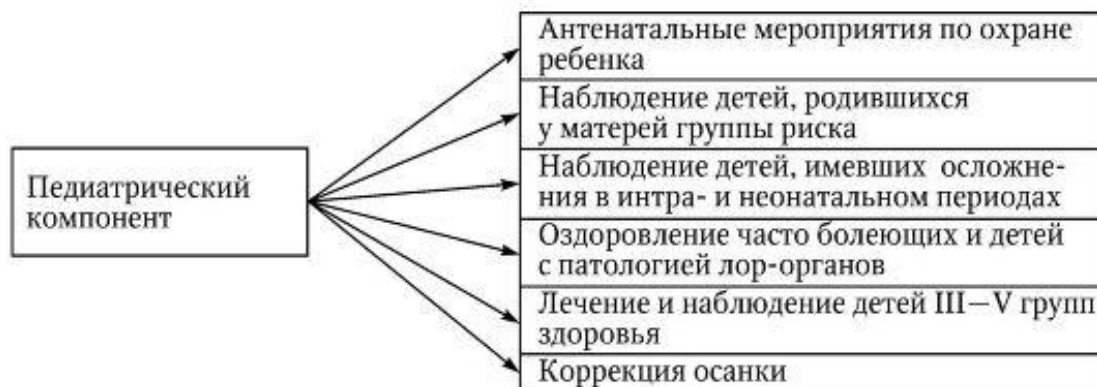 Педиатрический
компонент
Антенатальные мероприятия по охране
ребенка
Наблюдение детей, родившихся
у матерей группы риска
Наблюдение детей, имевших осложне-
ния в интра- и неонатальном периодах
Оздоровление часто болеющих и детей
с патологией лор-органов
Лечение и наблюдение детей III—V групп
здоровья
Коррекция осанки